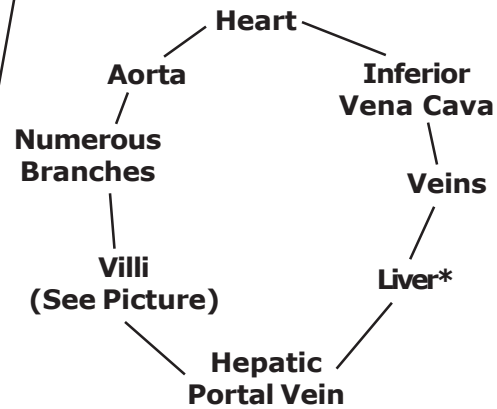 Heart
Aorta
Inferior
Vena Cava
Numerous
Branches
Veins
Villi
(See Picture)
Liver*
Hepatic
Portal Vein